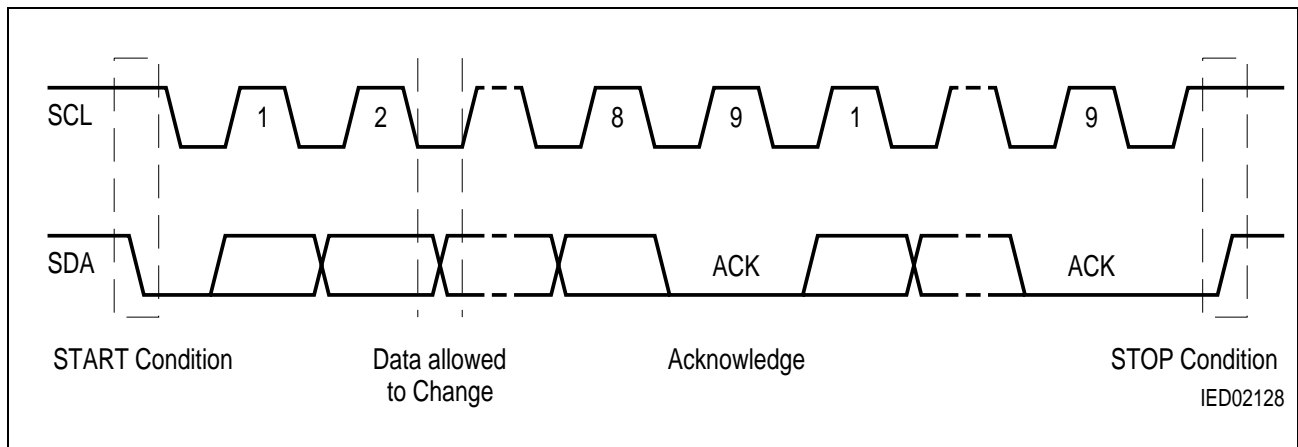 SCL 1 2 8 9 1 9
SDA ACK ACK
START Condition Data allowed to Change Acknowledge STOP Condition
IED02128